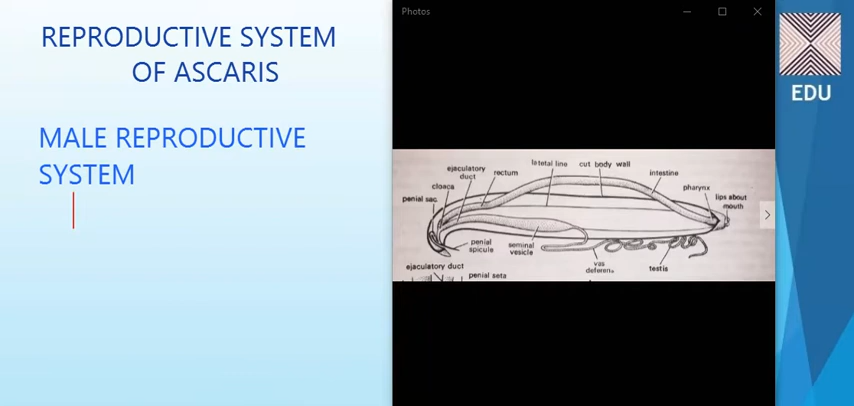 REPRODUCTIVE SYSTEM
OF ASCARIS
MALE REPRODUCTIVE
SYSTEM
Photos
EDU
lateral line
cut body wall
ejaculatory
duct
rectum
intestine
cloaca
pharynx
penial sac
lips about
mouth
penial
spicule
seminal
vesicle
vas
deferens
testis
ejaculatory duct
penial seta